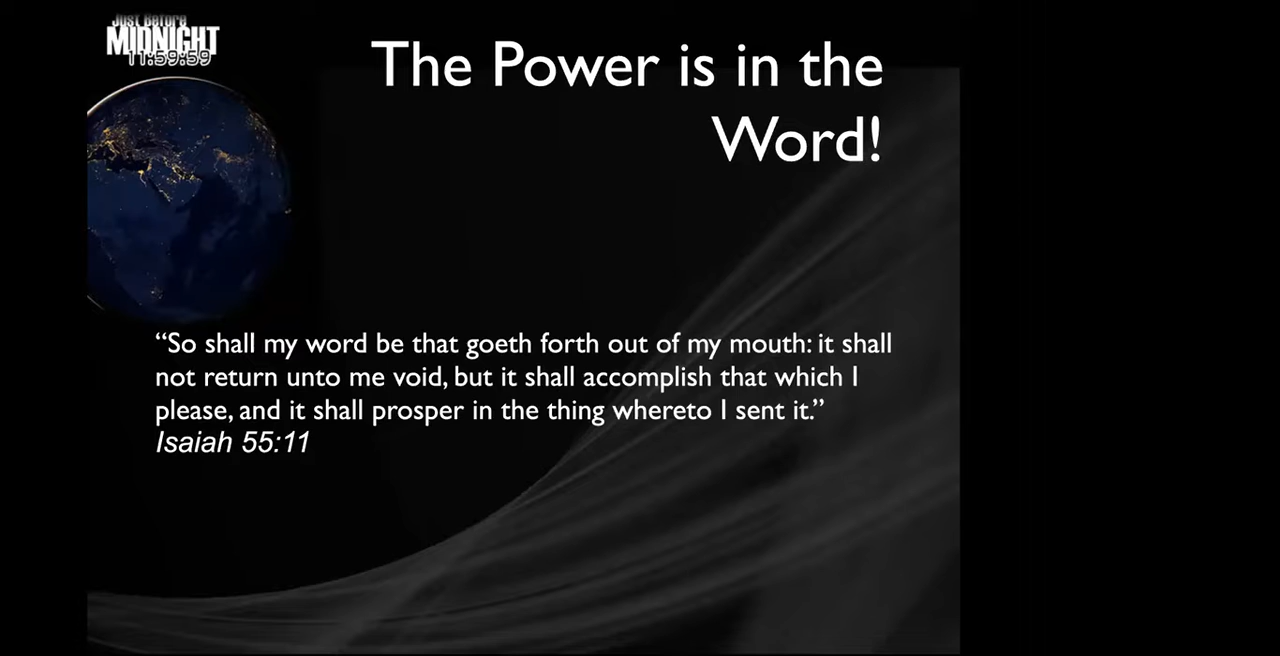 Just Before
MIDNIGHT
11:59:59
The Power is in the
Word!
“So shall my word be that goeth forth out of my mouth: it shall
not return unto me void, but it shall accomplish that which I
please, and it shall prosper in the thing whereto I sent it.”
Isaiah 55:11